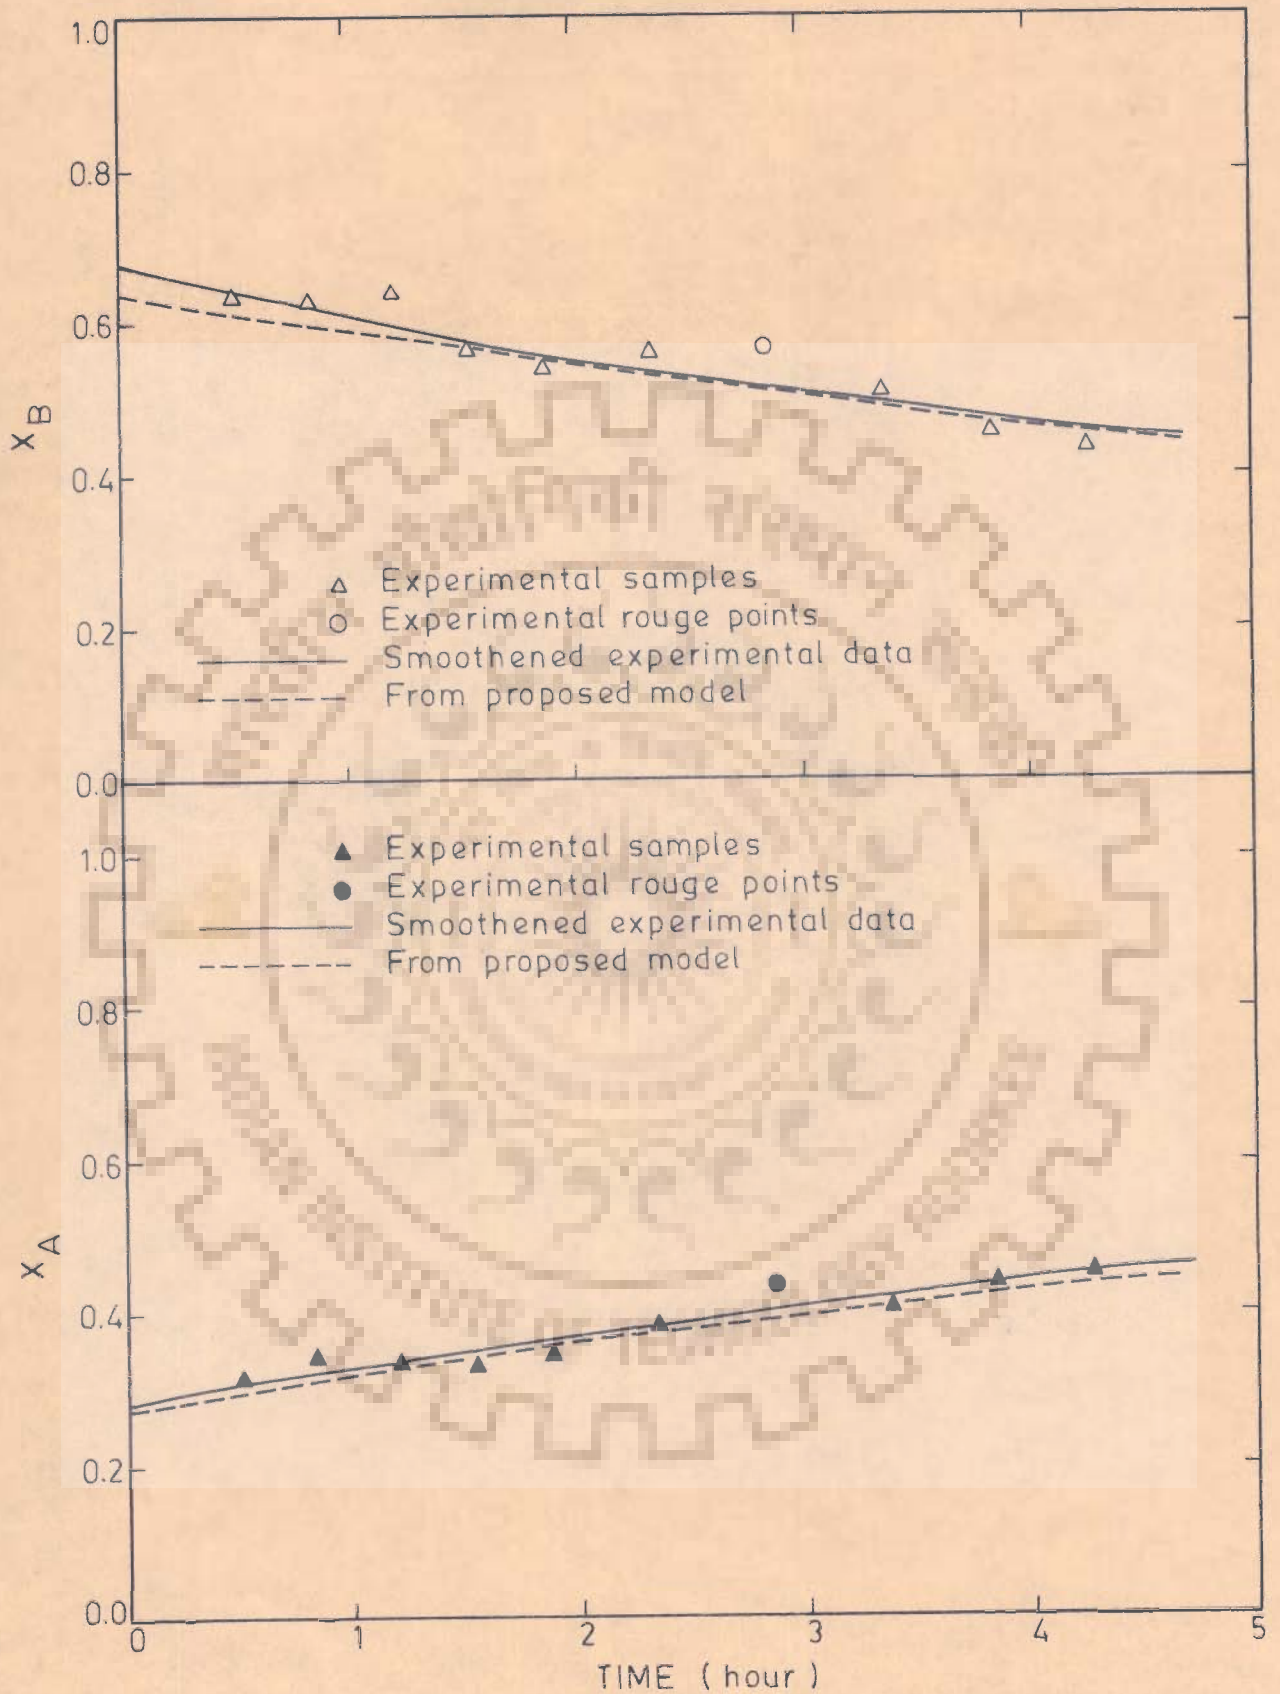 1.0
0.8
0.6
X B
0.4
Experimental samples
Experimental rouge points
0.2
Smoothened experimental data
From proposed model
0.0
Experimental samples
1.0
Experimental rouge points
Smoothened experimental data
From proposed model
0.8
0.6
X A
0.4
0.2
0.0
0 1 2 3 4 5
TIME (hour)